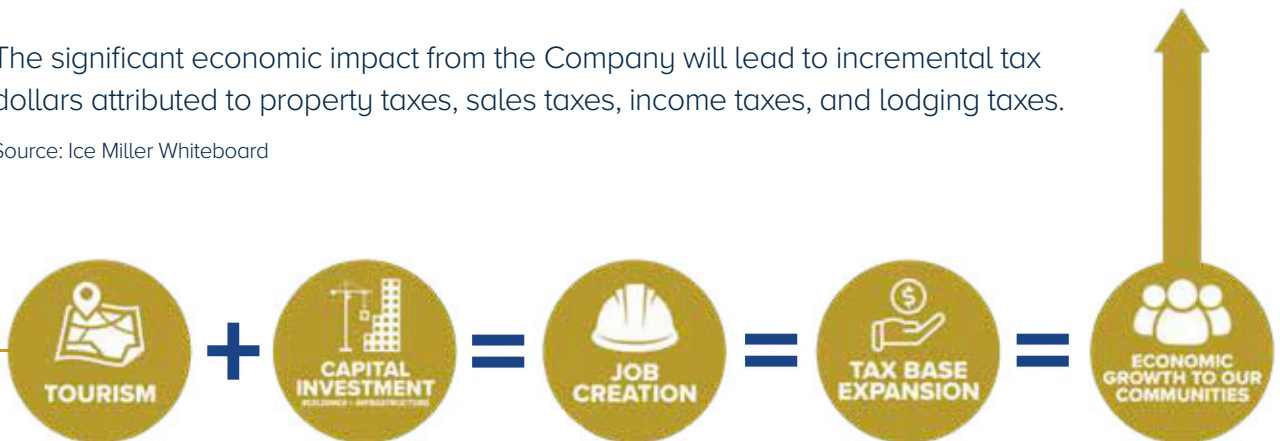 The significant economic impact from the Company will lead to incremental tax
dollars attributed to property taxes, sales taxes, income taxes, and lodging taxes.
Source: Ice Miller Whiteboard
TOURISM
+
CAPITAL
INVESTMENT
BUILDINGS + INFRASTRUCTURE
=
JOB
CREATION
=
$
TAX BASE
EXPANSION
=
ECONOMIC
GROWTH TO OUR
COMMUNITIES